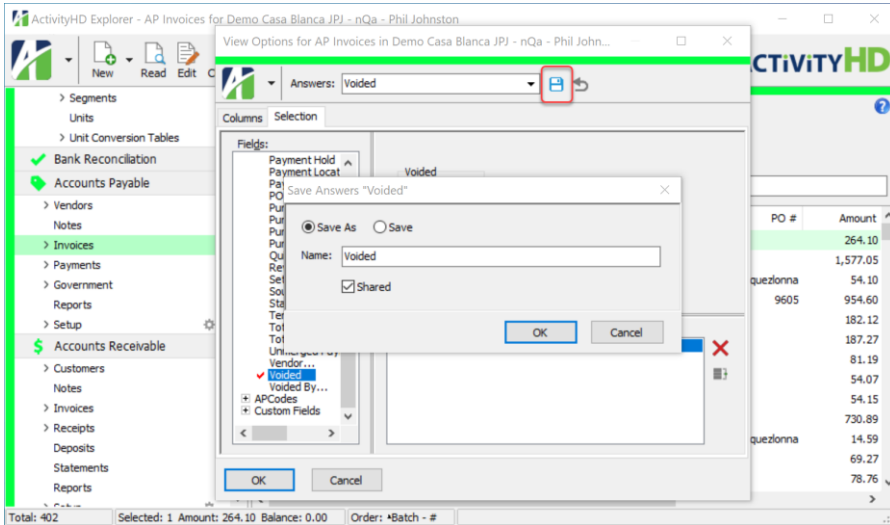 ActivityHD Explorer - AP Invoices for Demo Casa Blanca JPJ - nQa - Phil Johnston
View Options for AP Invoices in Demo Casa Blanca JPJ - nQa - Phil John...
New
Read
Edit
ACTiViTYHD
Answers: Voided
Columns
Selection
Segments
Units
Unit Conversion Tables
Bank Reconciliation
Accounts Payable
Vendors
Notes
Invoices
Payments
Government
Reports
Setup
Accounts Receivable
Customers
Notes
Invoices
Receipts
Deposits
Statements
Reports
Fields:
Payment Hold
Payment Locat
Voided
Unmerged Pay
Vendor...
Voided
Voided By...
APCodes
Custom Fields
OK
Cancel
Save Answers "Voided"
Save As
Save
Name: Voided
Shared
OK
Cancel
PO #
Amount
264.10
1,577.05
quezlonna
54.10
9605
954.60
182.12
187.27
81.19
54.07
54.15
730.89
quezlonna
14.59
69.27
78.76
Total: 402
Selected: 1 Amount: 264.10 Balance: 0.00
Order: ▲Batch - #